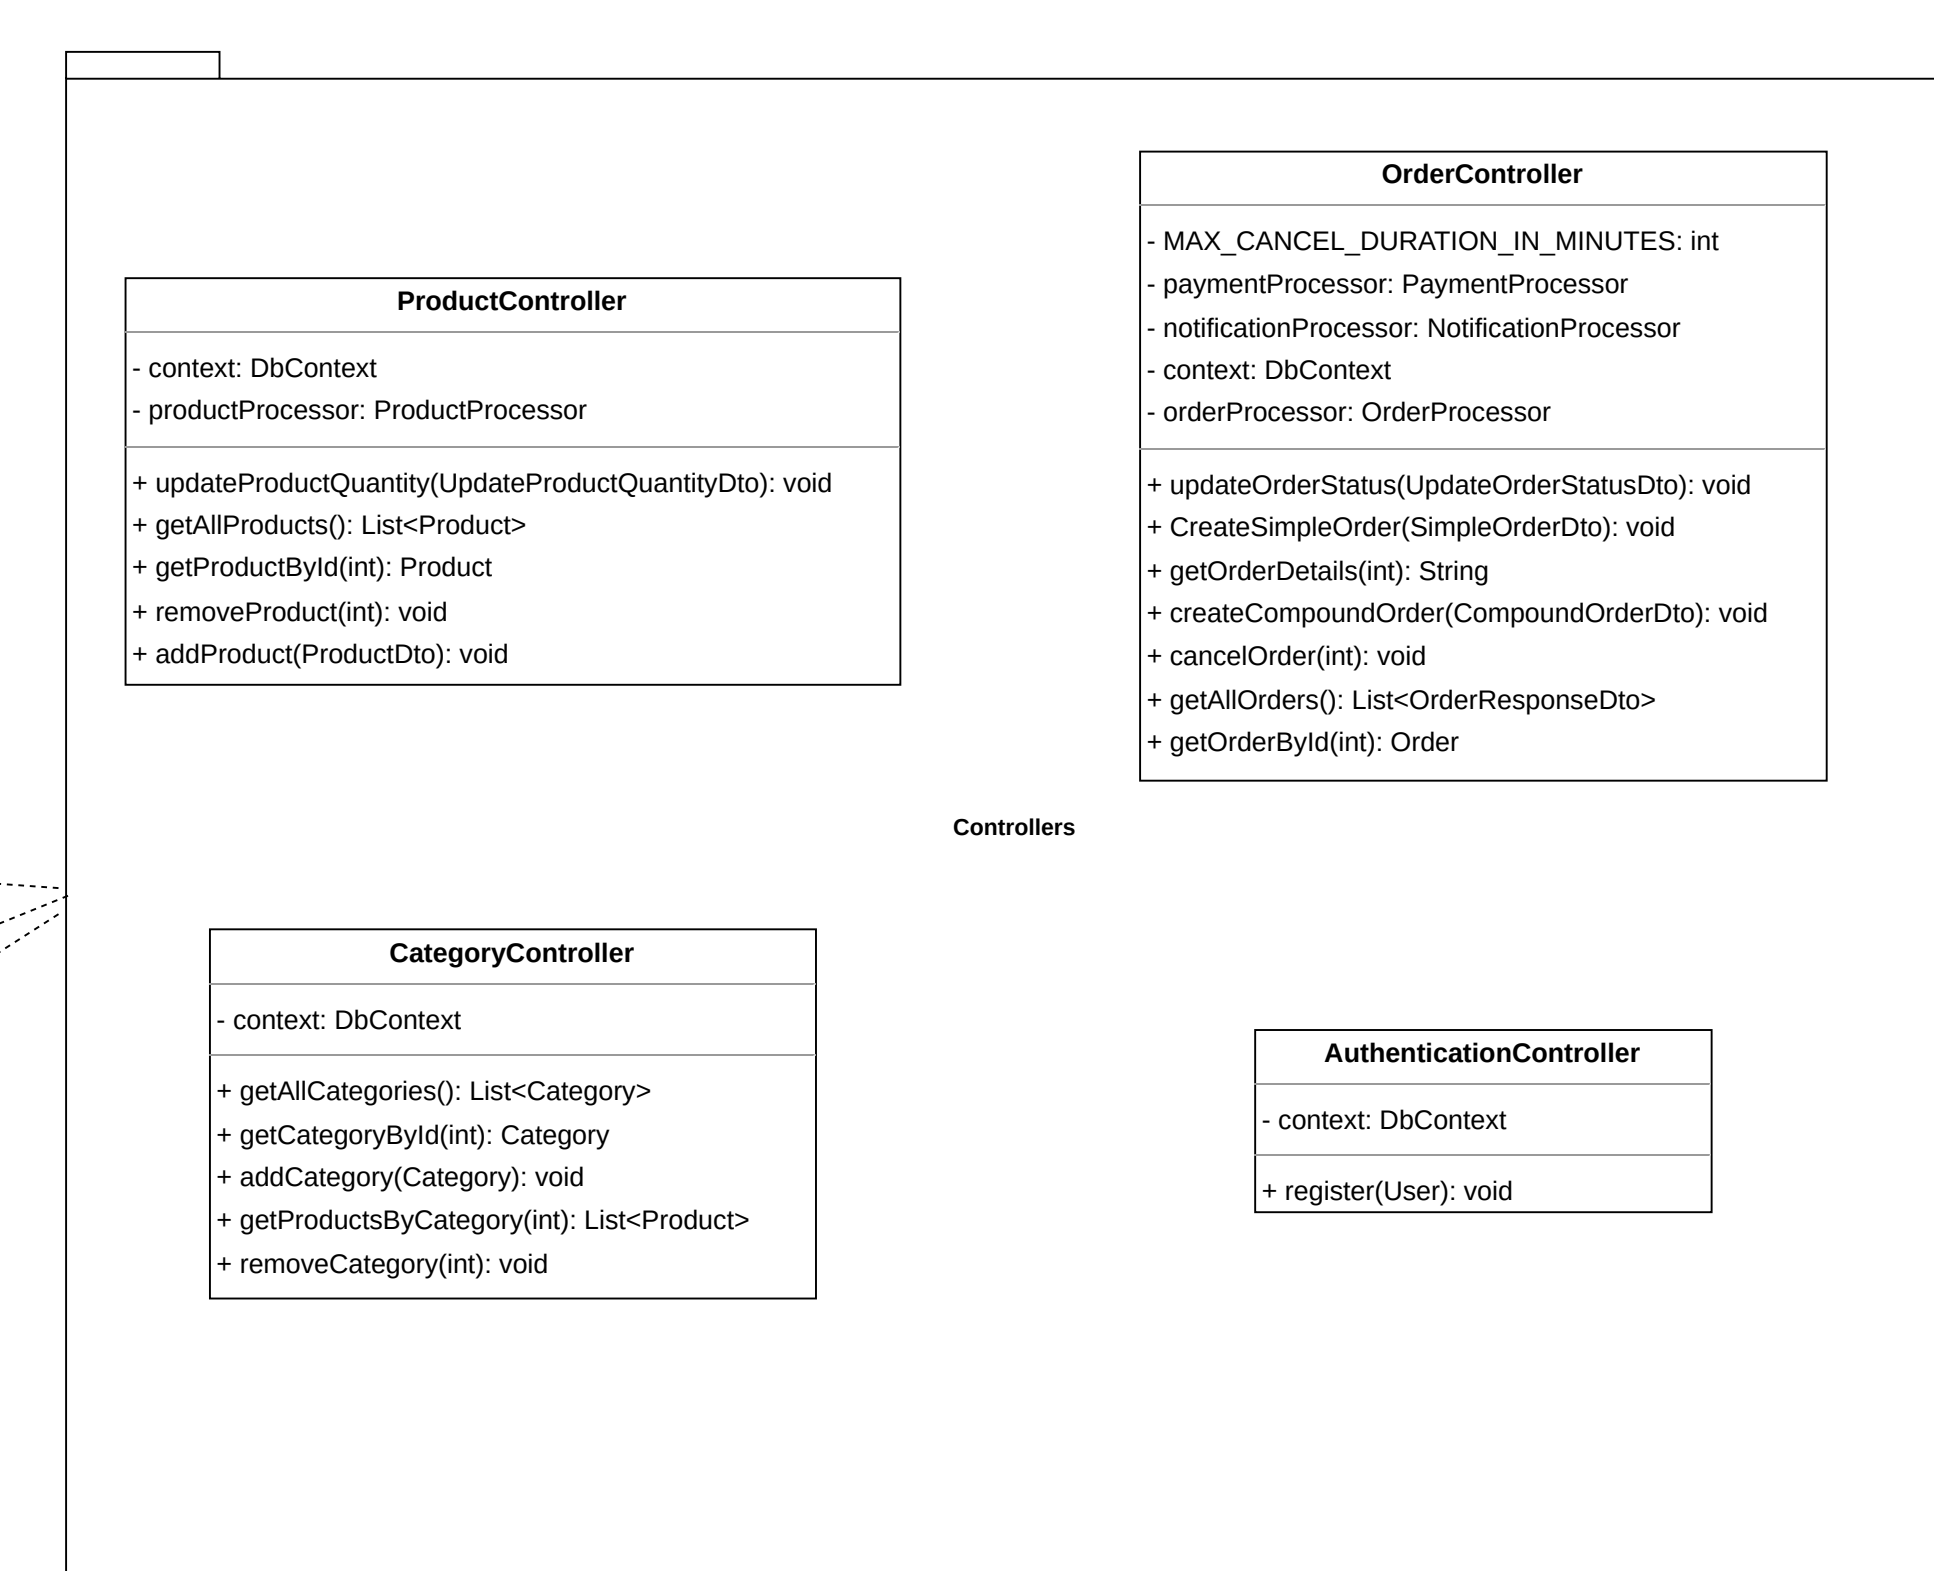 ProductController
- context: DbContext
- productProcessor: ProductProcessor
+ updateProductQuantity(UpdateProductQuantityDto): void
+ getAllProducts(): List<Product>
+ getProductById(int): Product
+ removeProduct(int): void
+ addProduct(ProductDto): void
OrderController
- MAX_CANCEL_DURATION_IN_MINUTES: int
- paymentProcessor: PaymentProcessor
- notificationProcessor: NotificationProcessor
- context: DbContext
- orderProcessor: OrderProcessor
+ updateOrderStatus(UpdateOrderStatusDto): void
+ CreateSimpleOrder(SimpleOrderDto): void
+ getOrderDetails(int): String
+ createCompoundOrder(CompoundOrderDto): void
+ cancelOrder(int): void
+ getAllOrders(): List<OrderResponseDto>
+ getOrderById(int): Order
Controllers
CategoryController
- context: DbContext
+ getAllCategories(): List<Category>
+ getCategoryById(int): Category
+ addCategory(Category): void
+ getProductsByCategory(int): List<Product>
+ removeCategory(int): void
AuthenticationController
- context: DbContext
+ register(User): void